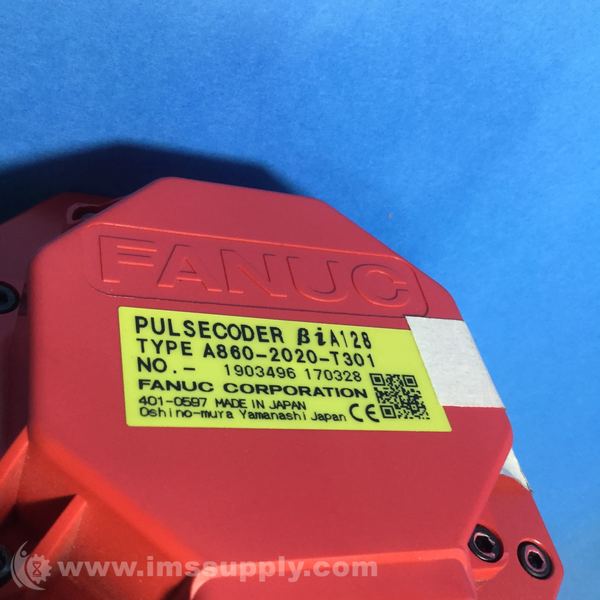 FANUC
PULSECODER βiA128
TYPE A860-2020-T301
NO.- 1903496 170328
FANUC CORPORATION
401-0597 MADE IN JAPAN
Oshino-mura Yamanashi Japan CE
www.imssupply.com